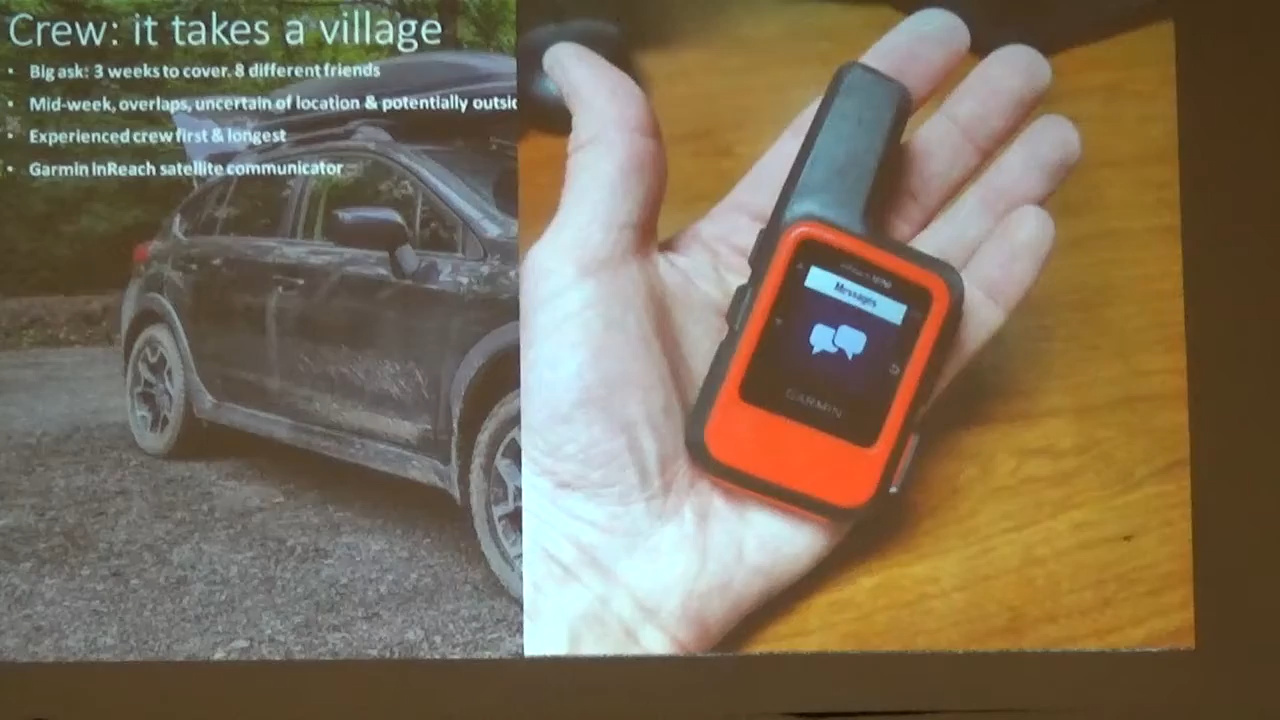 Crew: it takes a village
• Big ask: 3 weeks to cover. 8 different friends
• Mid-week, overlaps, uncertain of location & potentially outsid
• Experienced crew first & longest
• Garmin InReach satellite communicator
Messages
GARMIN